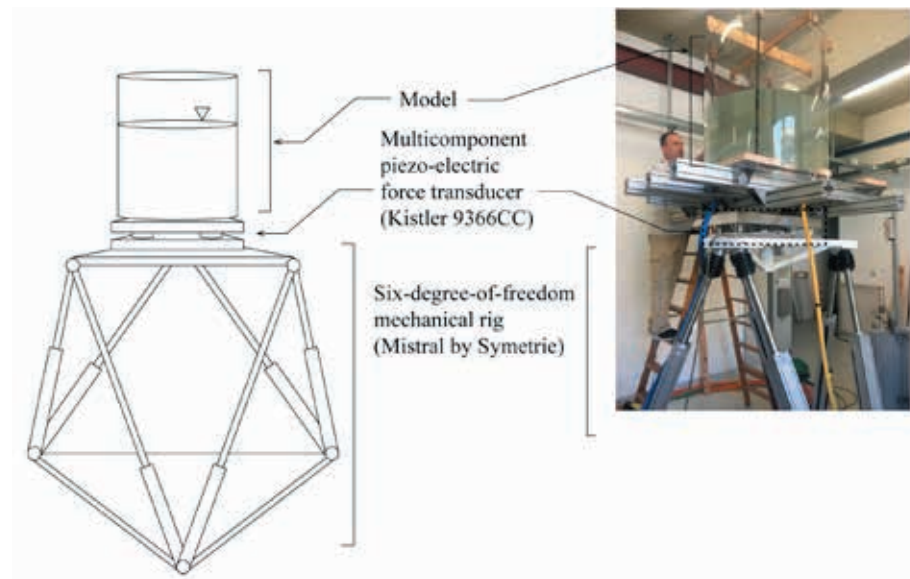 Model
Multicomponent
piezo-electric
force transducer
(Kistler 9366CC)
Six-degree-of-freedom
mechanical rig
(Mistral by Symetrie)